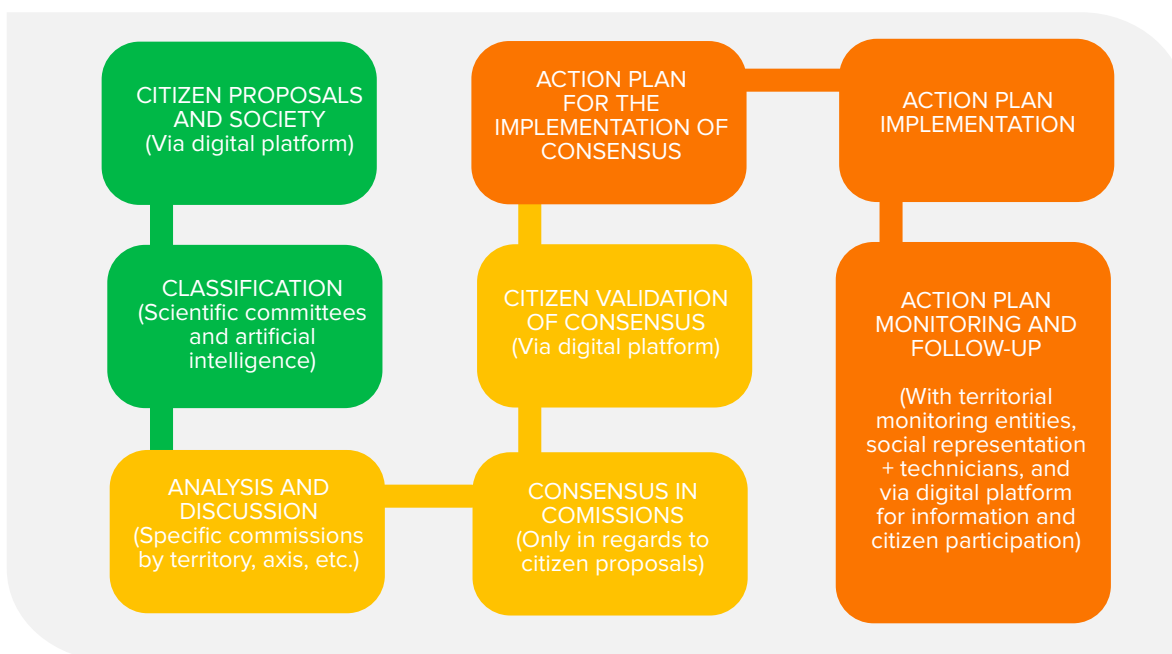 CITIZEN PROPOSALS
AND SOCIETY
(Via digital platform)
CLASSIFICATION
(Scientific committees
and artificial
intelligence)
ANALYSIS AND
DISCUSSION
(Specific commissions
by territory, axis, etc.)
CONSENSUS IN
COMISSIONS
(Only in regards to
citizen proposals)
CITIZEN VALIDATION
OF CONSENSUS
(Via digital platform)
ACTION PLAN
FOR THE
IMPLEMENTATION OF
CONSENSUS
ACTION PLAN
IMPLEMENTATION
ACTION PLAN
MONITORING AND
FOLLOW-UP
(With territorial
monitoring entities,
social representation
+ technicians, and
via digital platform
for information and
citizen participation)